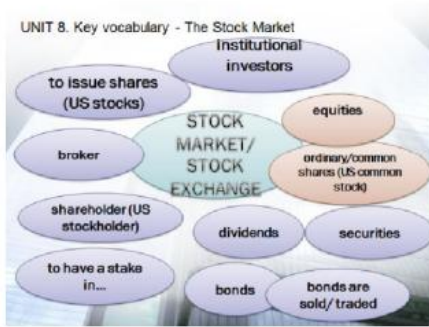 UNIT 8. Key vocabulary - The Stock Market
Institutional
investors
to issue shares
(US stocks)
equities
STOCK
MARKET/
STOCK
EXCHANGE
broker
ordinary/common
shares (US common
stock)
shareholder (US
stockholder)
dividends
securities
to have a stake
in...
bonds
bonds are
sold/ traded